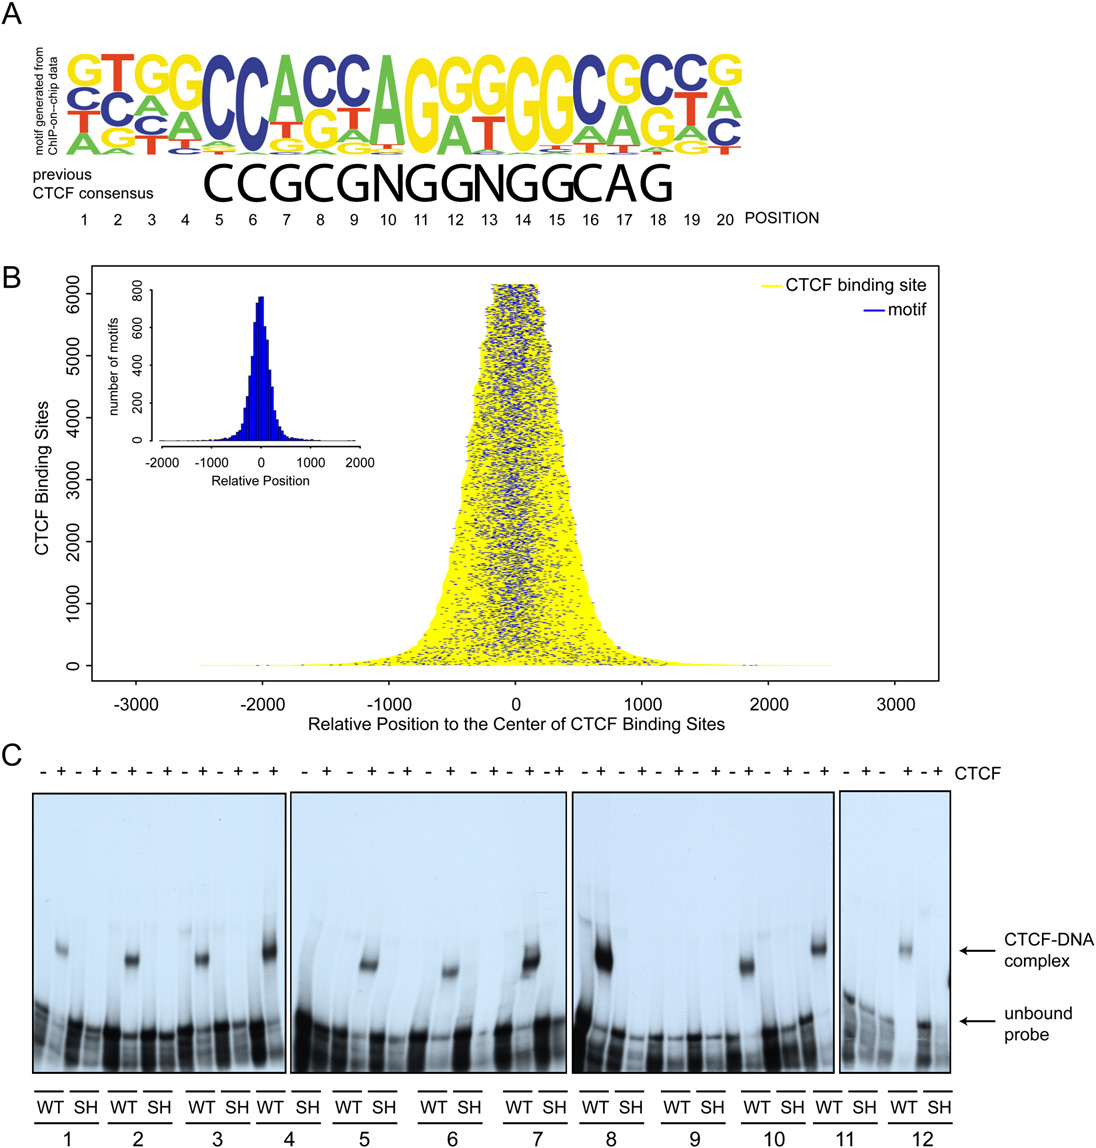 A
motif generated from
ChIP-on-chip data
previous
CTCF consensus
CCGCGNGGNGGCAG
1 2 3 4 5 6 7 8 9 10 11 12 13 14 15 16 17 18 19 20 POSITION
B
CTCF Binding Sites
6000
5000
4000
3000
2000
1000
0
CTCF binding site
motif
number of motifs
800
600
400
200
0
-2000 -1000 0 1000 2000
Relative Position
-3000 -2000 -1000 0 1000 2000 3000
Relative Position to the Center of CTCF Binding Sites
C
- + - + - + - + - + - + - + - + - + - + - + - + - + - - + - + - + - + - + - + - - + - + CTCF
CTCF-DNA
complex
unbound
probe
WT SH WT SH WT SH WT SH WT SH WT SH WT SH WT SH WT SH WT SH WT SH WT SH
1 2 3 4 5 6 7 8 9 10 11 12